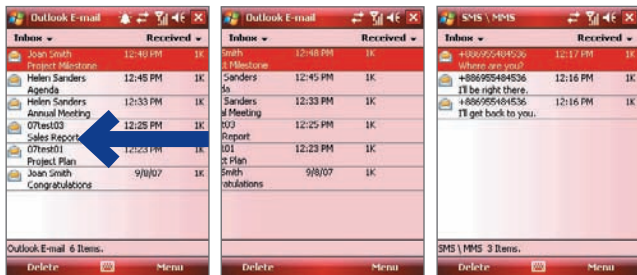 Outlook E-mail
Inbox Received
Joan Smith 12:48 PM 1K
Project Milestone
Helen Sanders 12:45 PM 1K
Agenda
Helen Sanders 12:33 PM 1K
Annual Meeting
07test03 12:25 PM 1K
Sales Report
07test01 12:23 PM 1K
Project Plan
Joan Smith 9/8/07 1K
Congratulations
Outlook E-mail 6 Items.
Delete Menu
Outlook E-mail
Inbox Received
Smith 12:48 PM 1K
t Milestone
Sanders 12:45 PM 1K
da
Sanders 12:33 PM 1K
l Meeting
t03 12:25 PM 1K
Report
t01 12:23 PM 1K
t Plan
Smith 9/8/07 1K
atulations
Delete Menu
SMS \ MMS
Inbox Received
+886955484536 12:17 PM 1K
Where are you?
+886955484536 12:16 PM 1K
I'll be right there.
+886955484536 12:16 PM 1K
I'll get back to you.
SMS \ MMS 3 Items.
Delete Menu